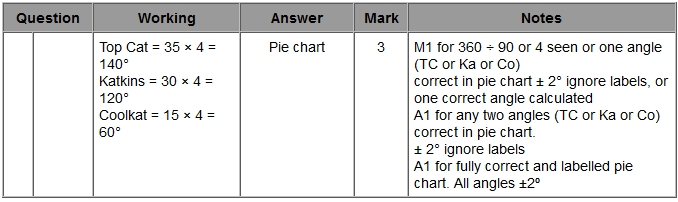 Question Working Answer Mark Notes
Top Cat = 35 × 4 =
140°
Katkins = 30 × 4 =
120°
Coolkat = 15 × 4 =
60°
Pie chart
3
M1 for 360 ÷ 90 or 4 seen or one angle
(TC or Ka or Co)
correct in pie chart ± 2° ignore labels, or
one correct angle calculated
A1 for any two angles (TC or Ka or Co)
correct in pie chart.
± 2° ignore labels
A1 for fully correct and labelled pie
chart. All angles ±2º